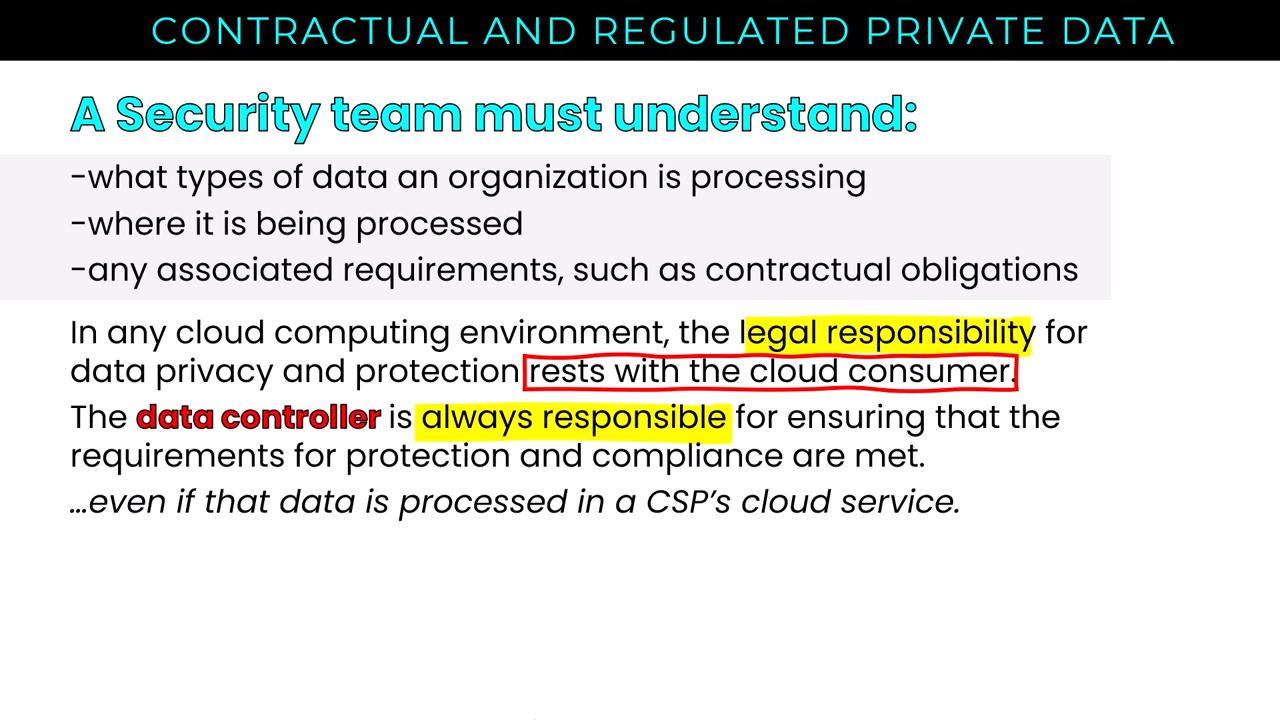 CONTRACTUAL AND REGULATED PRIVATE DATA
A Security team must understand:
-what types of data an organization is processing
-where it is being processed
-any associated requirements, such as contractual obligations
In any cloud computing environment, the legal responsibility for
data privacy and protection rests with the cloud consumer.
The data controller is always responsible for ensuring that the
requirements for protection and compliance are met.
…even if that data is processed in a CSP’s cloud service.